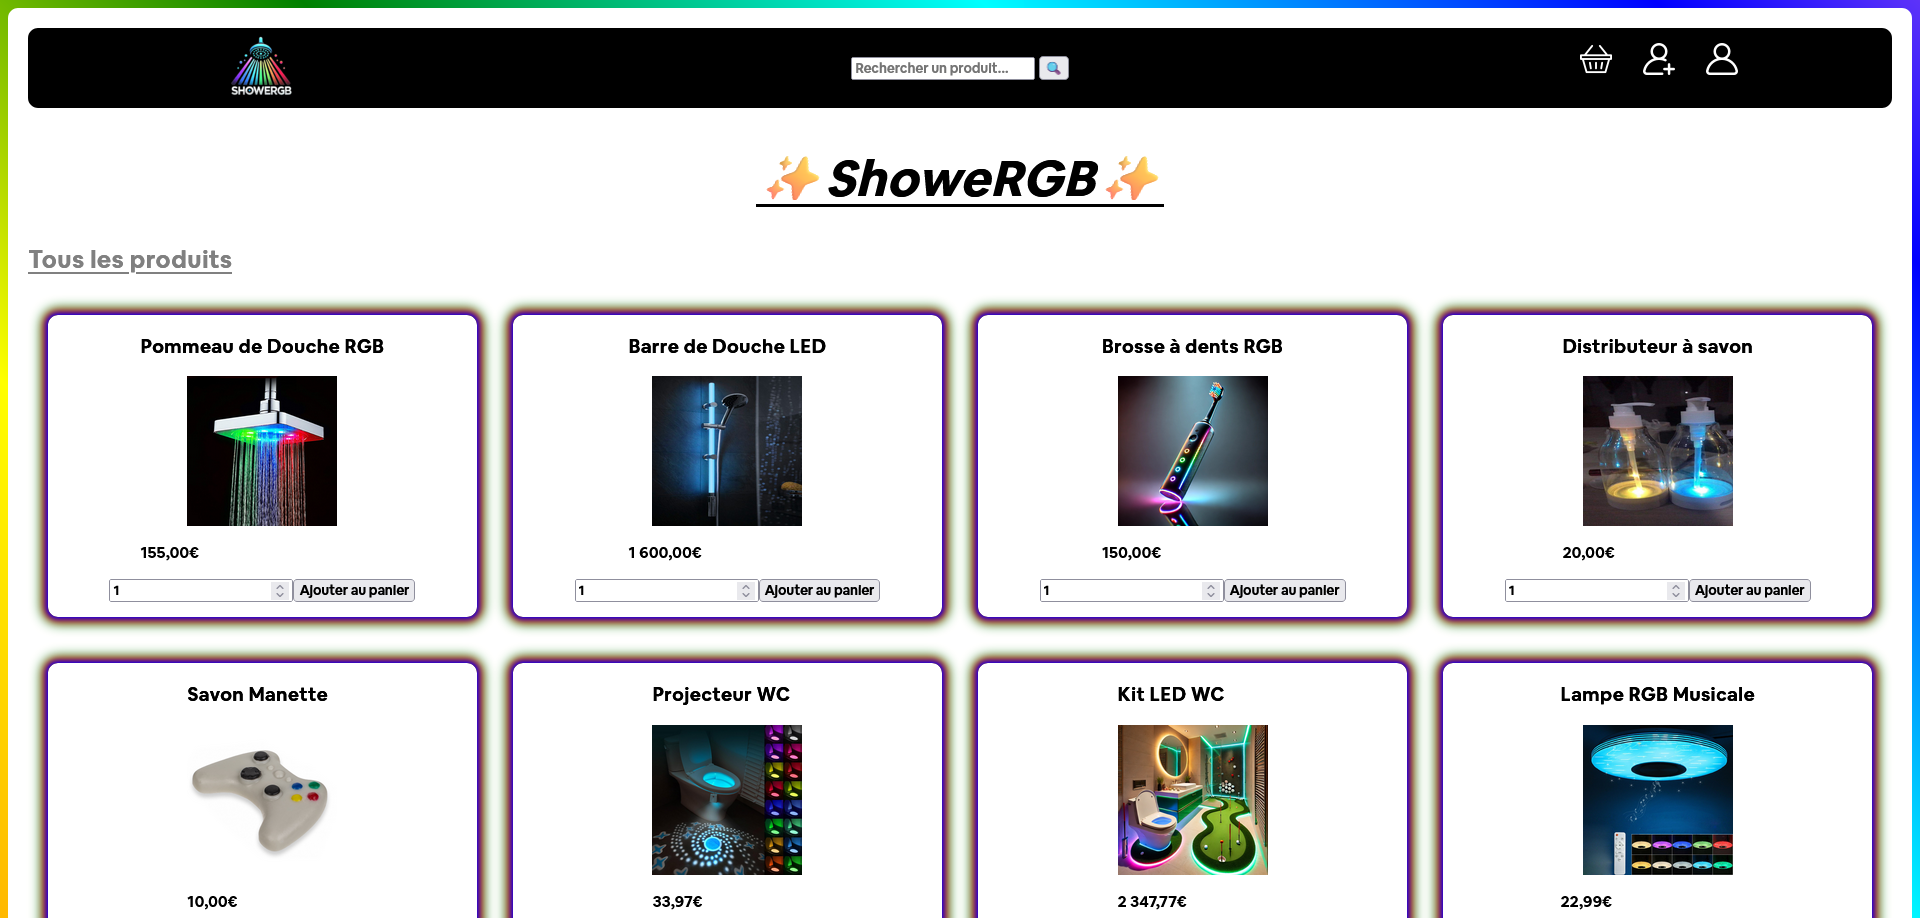 SHOWERGB
Rechercher un produit...
✨ ShoweRGB ✨
Tous les produits
Pommeau de Douche RGB
Barre de Douche LED
Brosse à dents RGB
Distributeur à savon
155,00€
1 600,00€
150,00€
20,00€
1 Ajouter au panier
1 Ajouter au panier
1 Ajouter au panier
1 Ajouter au panier
Savon Manette
Projecteur WC
Kit LED WC
Lampe RGB Musicale
10,00€
33,97€
2 347,77€
22,99€